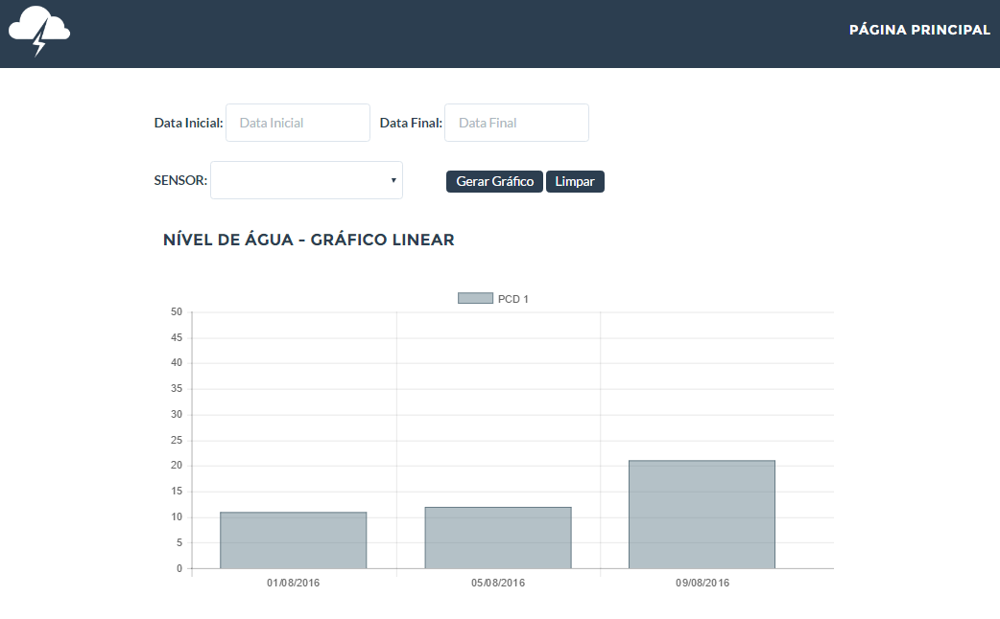 PÁGINA PRINCIPAL
Data Inicial: Data Inicial Data Final: Data Final
SENSOR: Gerar Gráfico Limpar
NÍVEL DE ÁGUA - GRÁFICO LINEAR
PCD 1
50
45
40
35
30
25
20
15
10
5
0
01/08/2016 05/08/2016 09/08/2016